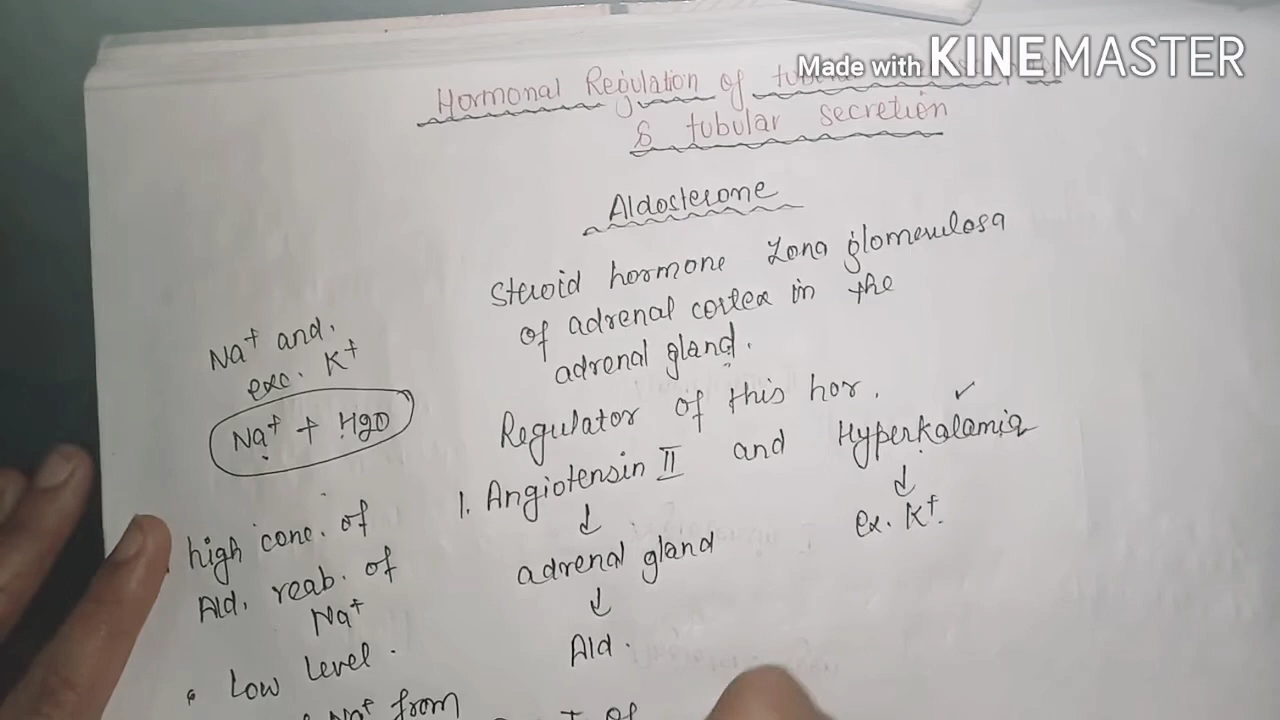 Made with KINEMASTER
Hormonal Regulation of
& tubular secretion
Aldosterone
Steroid hormone Zona glomerulosa
of adrenal cortex in the
adrenal gland.
Regulator of this hor.
1. Angiotensin II and Hyperkalamia
↓ ↓
adrenal gland ex. K+.
↓
Ald.
Na+ and.
exc. K+
Na+ + H2O
high conc. of
Ald. reab. of
Na+
• Low level.
Na+ from
of